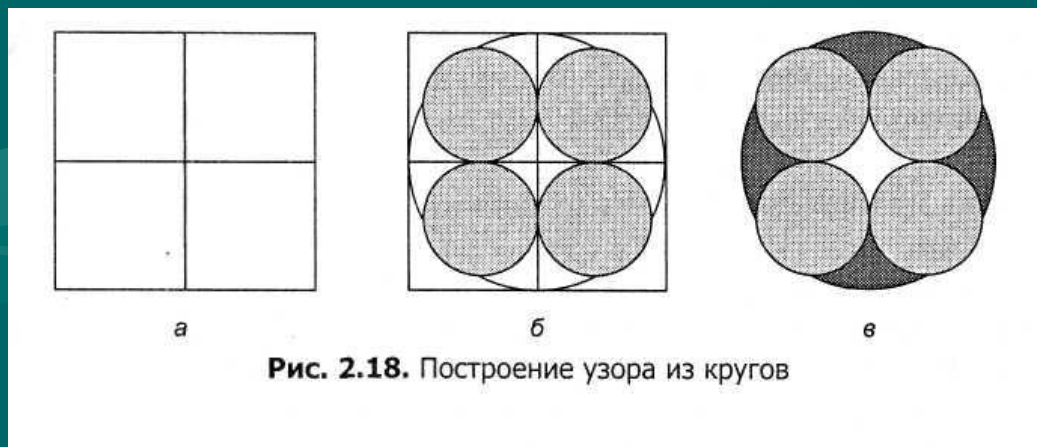 а б в
Рис. 2.18. Построение узора из кругов